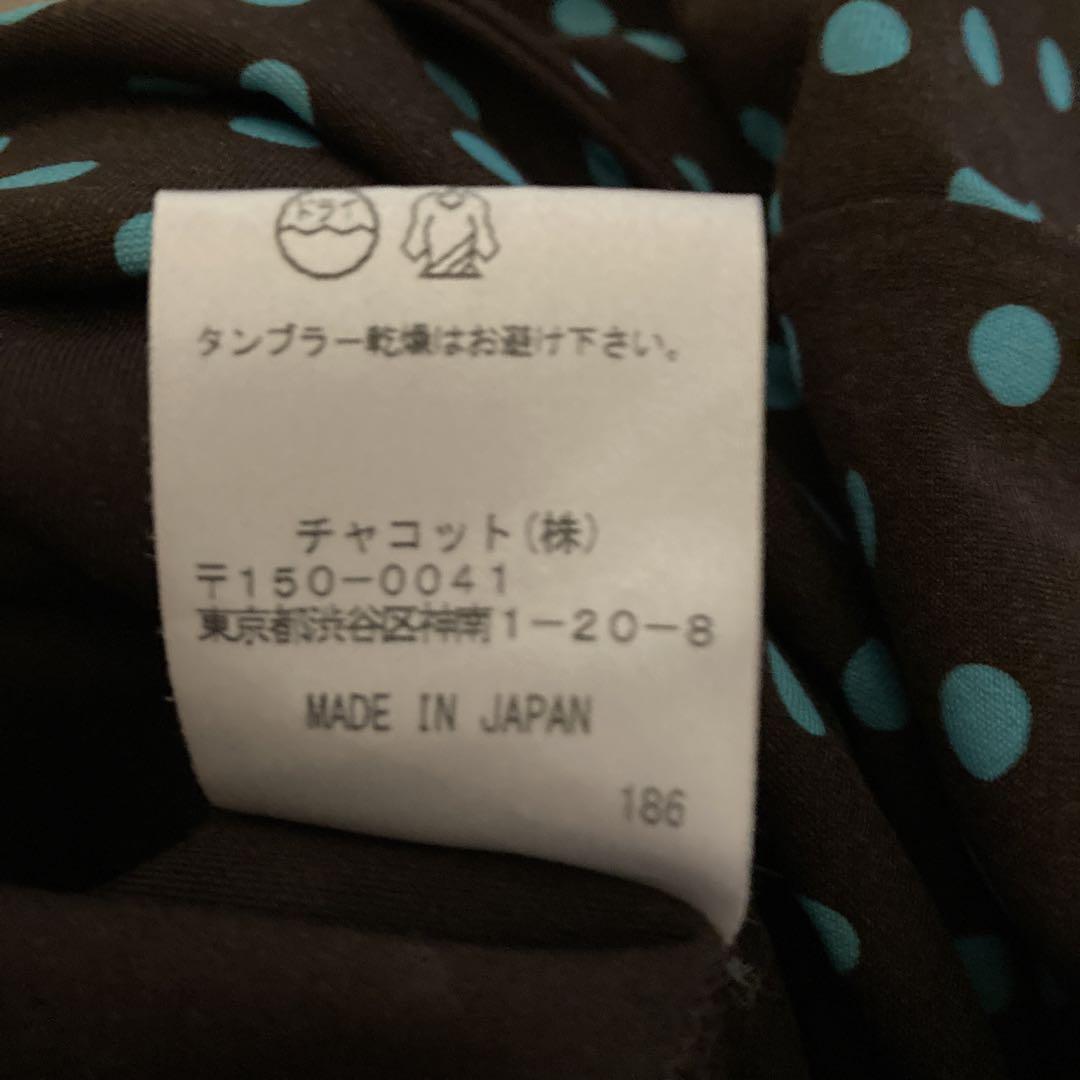 ドライ
タンブラー乾燥はお避け下さい。
チャコット(株)
〒150-0041
東京都渋谷区神南1-20-8
MADE IN JAPAN
186